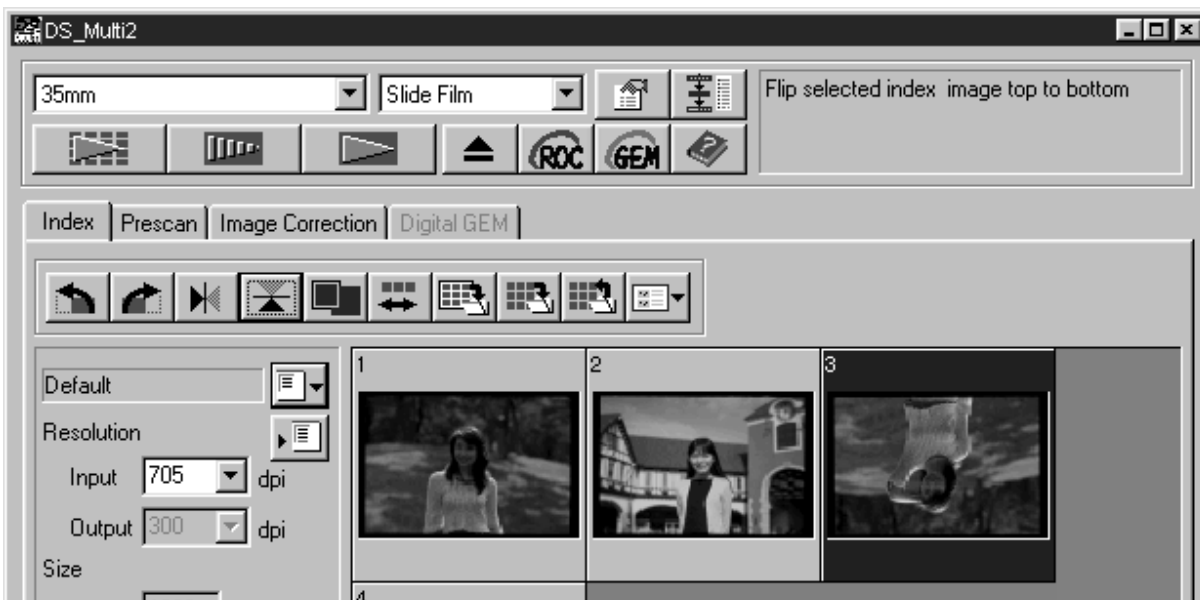 DS_Multi2
35mm
Slide Film
Flip selected index image top to bottom
ROC
GEM
Index
Prescan
Image Correction
Digital GEM
1
2
3
Default
Resolution
Input 705 dpi
Output 300 dpi
Size
4